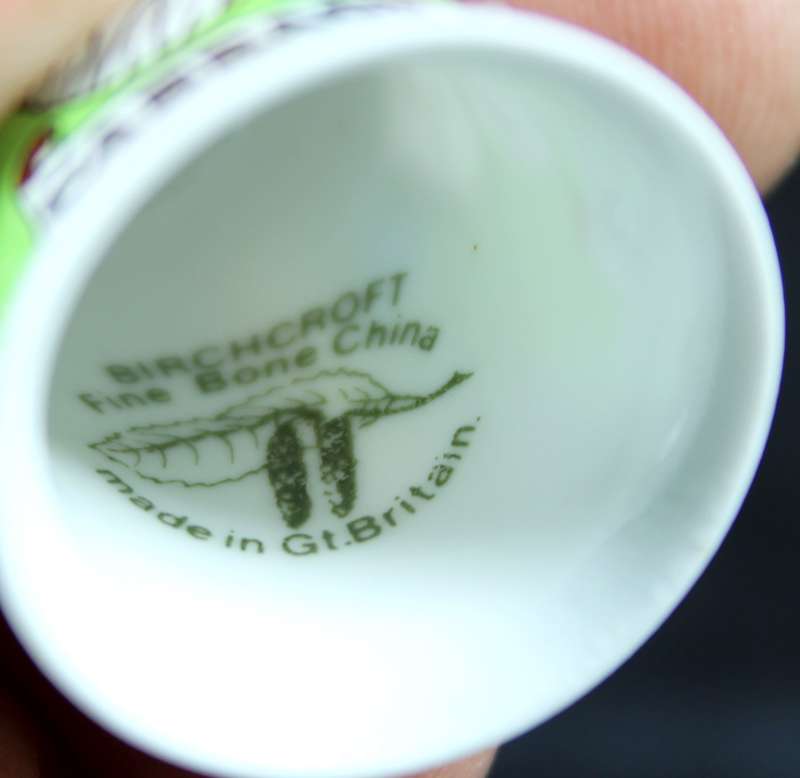 BIRCHCROFT
Fine Bone China
made in Gt.Britain.